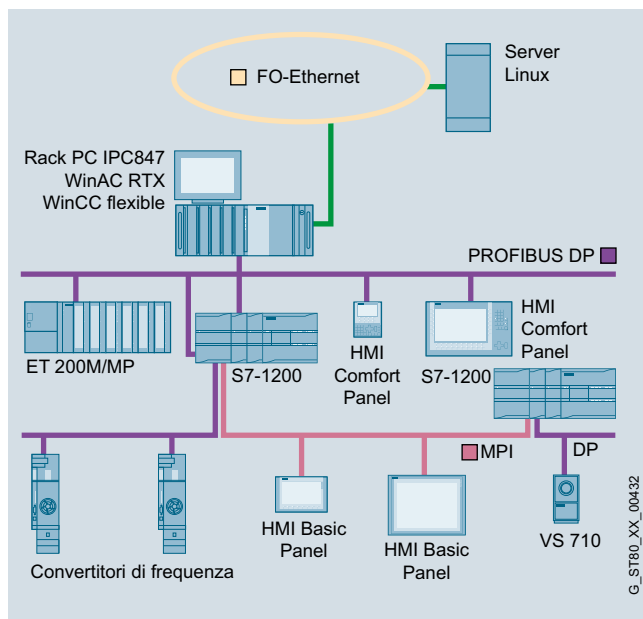 FO-Ethernet
Server
Linux
Rack PC IPC847
WinAC RTX
WinCC flexible
PROFIBUS DP
ET 200M/MP
S7-1200
HMI
Comfort
Panel
HMI
Comfort
Panel
S7-1200
MPI
DP
HMI Basic
Panel
HMI Basic
Panel
VS 710
Convertitori di frequenza
G_ST80_XX_00432